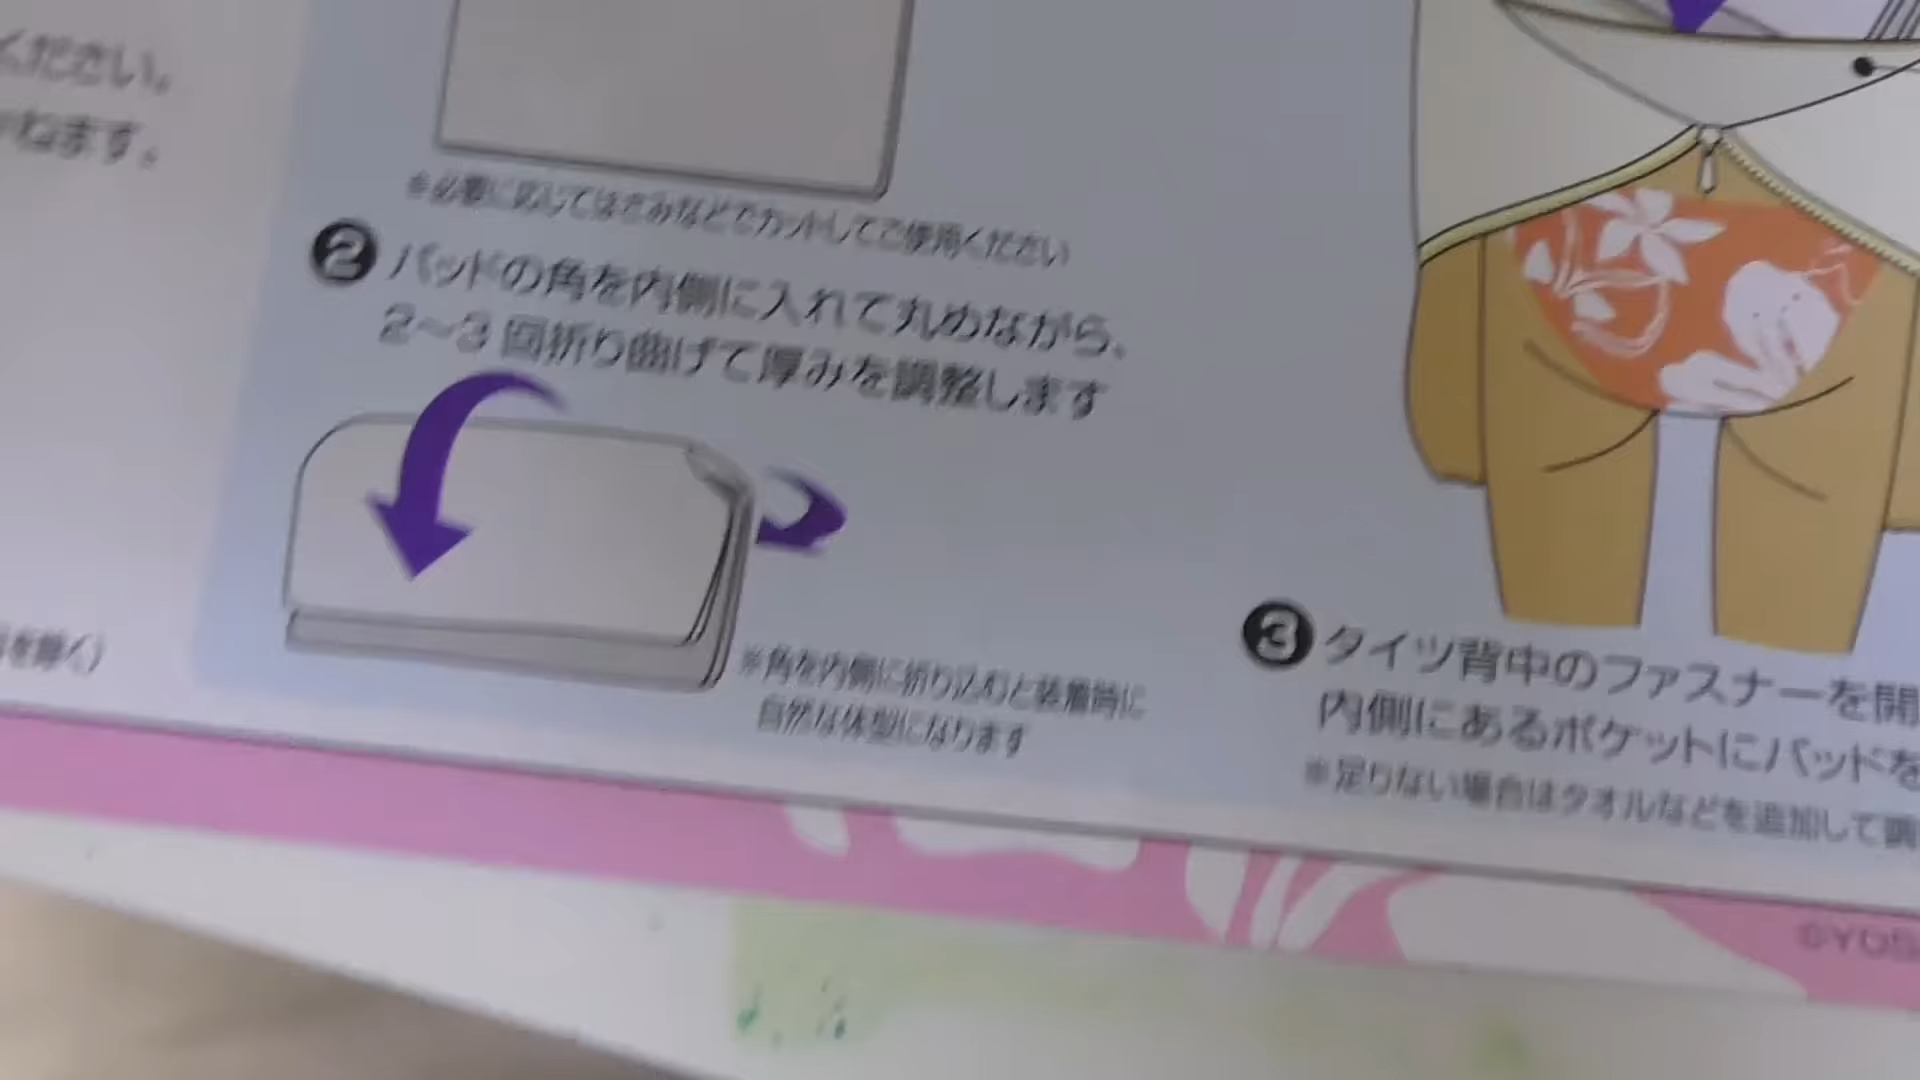 ください。
ねます。
※必要に応じてはさみなどでカットしてご使用ください
2 パッドの角を内側に入れて丸めながら、
2～3 回折り曲げて厚みを調整します
※角を内側に折り込むと装着時に
自然な体型になります
を除く)
3 タイツ背中のファスナーを開
内側にあるポケットにパッドを
※足りない場合はタオルなどを追加して調
©YOS